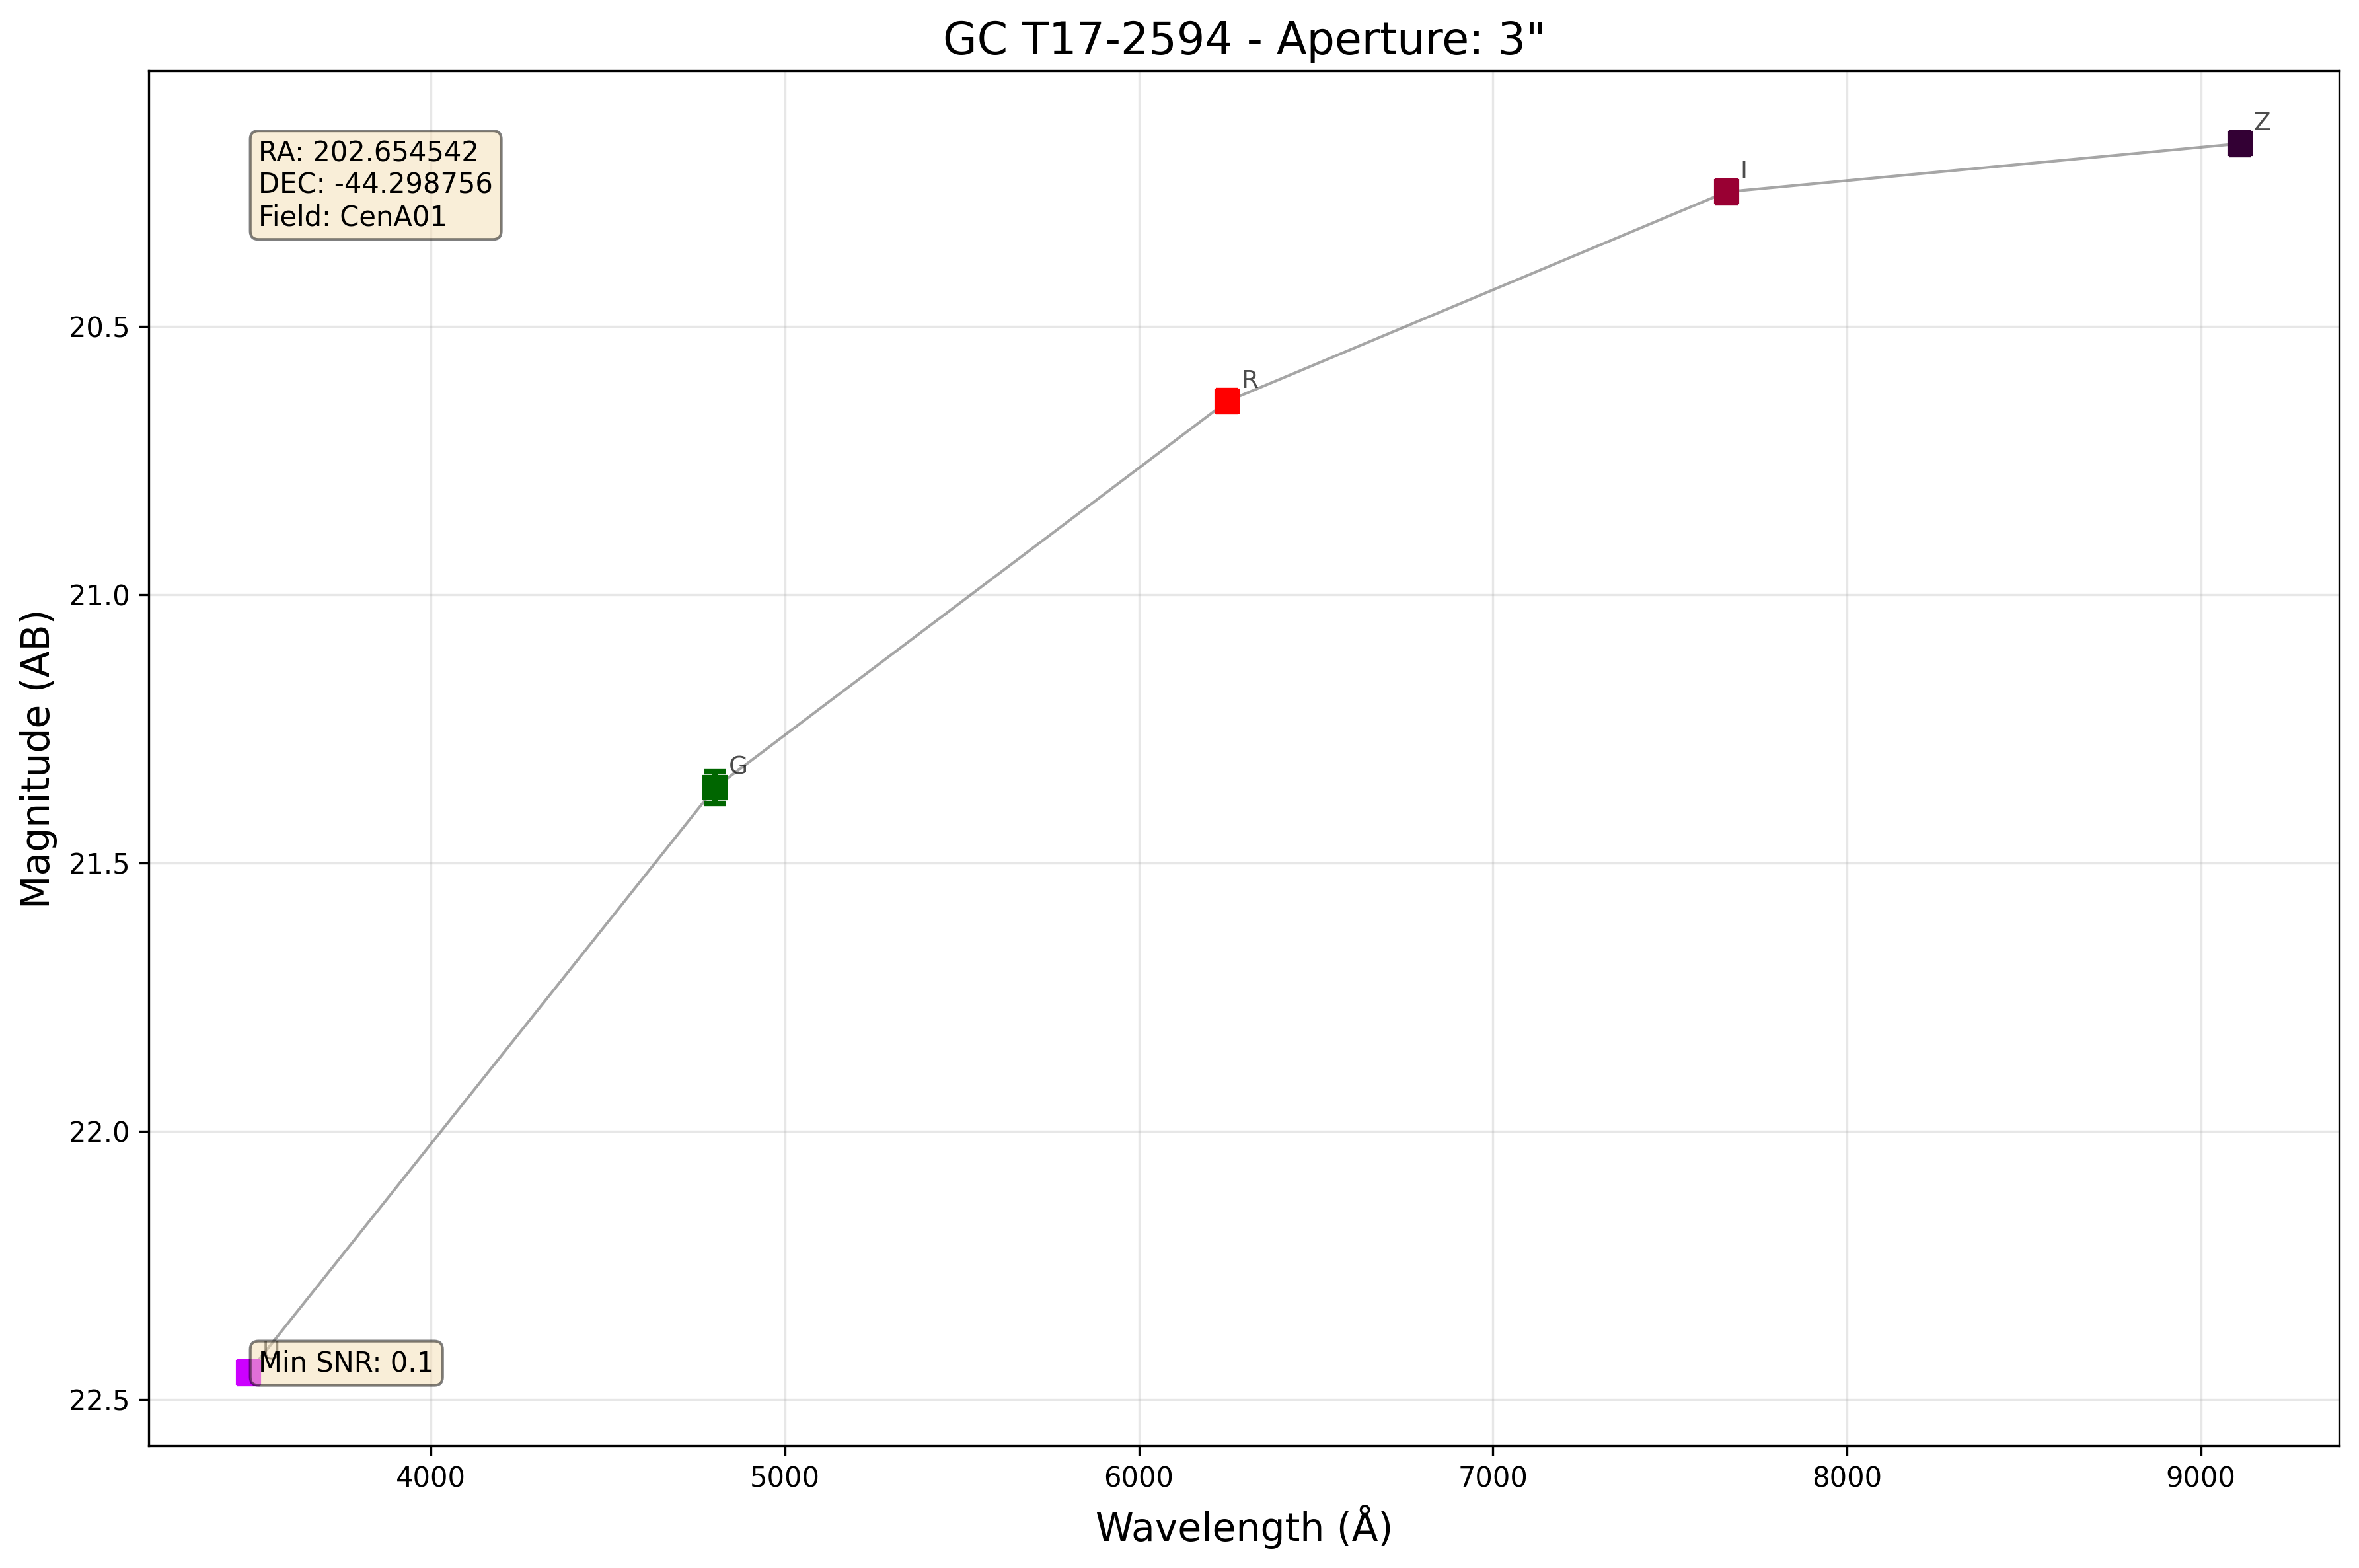 GC T17-2594 - Aperture: 3"
RA: 202.654542
DEC: -44.298756
Field: CenA01
Z
I
R
G
Min SNR: 0.1
20.5
21.0
21.5
22.0
22.5
Magnitude (AB)
4000 5000 6000 7000 8000 9000
Wavelength (Å)